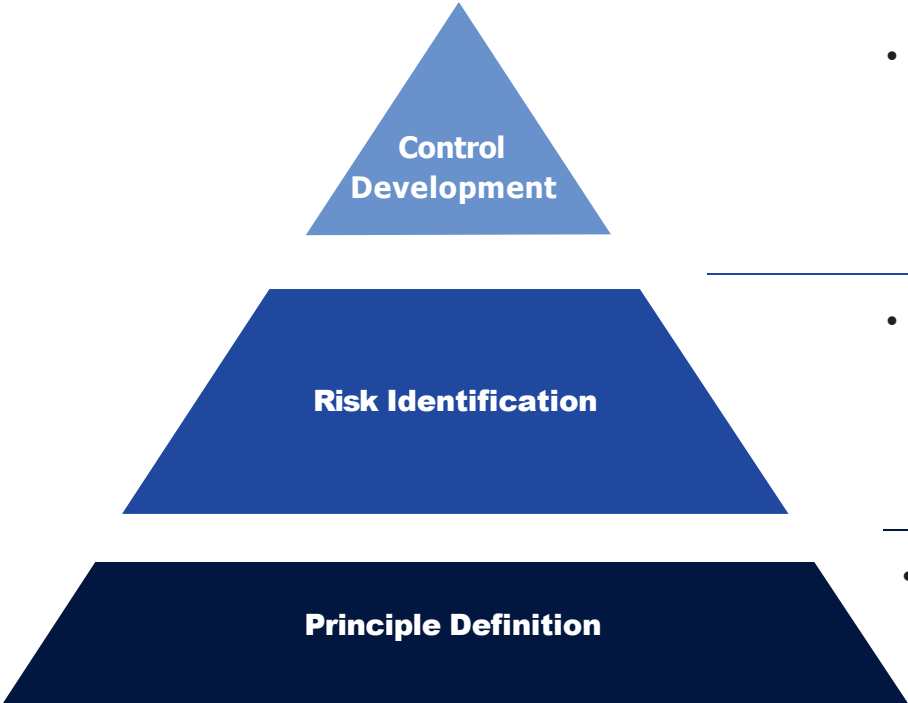 Control
Development
Risk Identification
Principle Definition